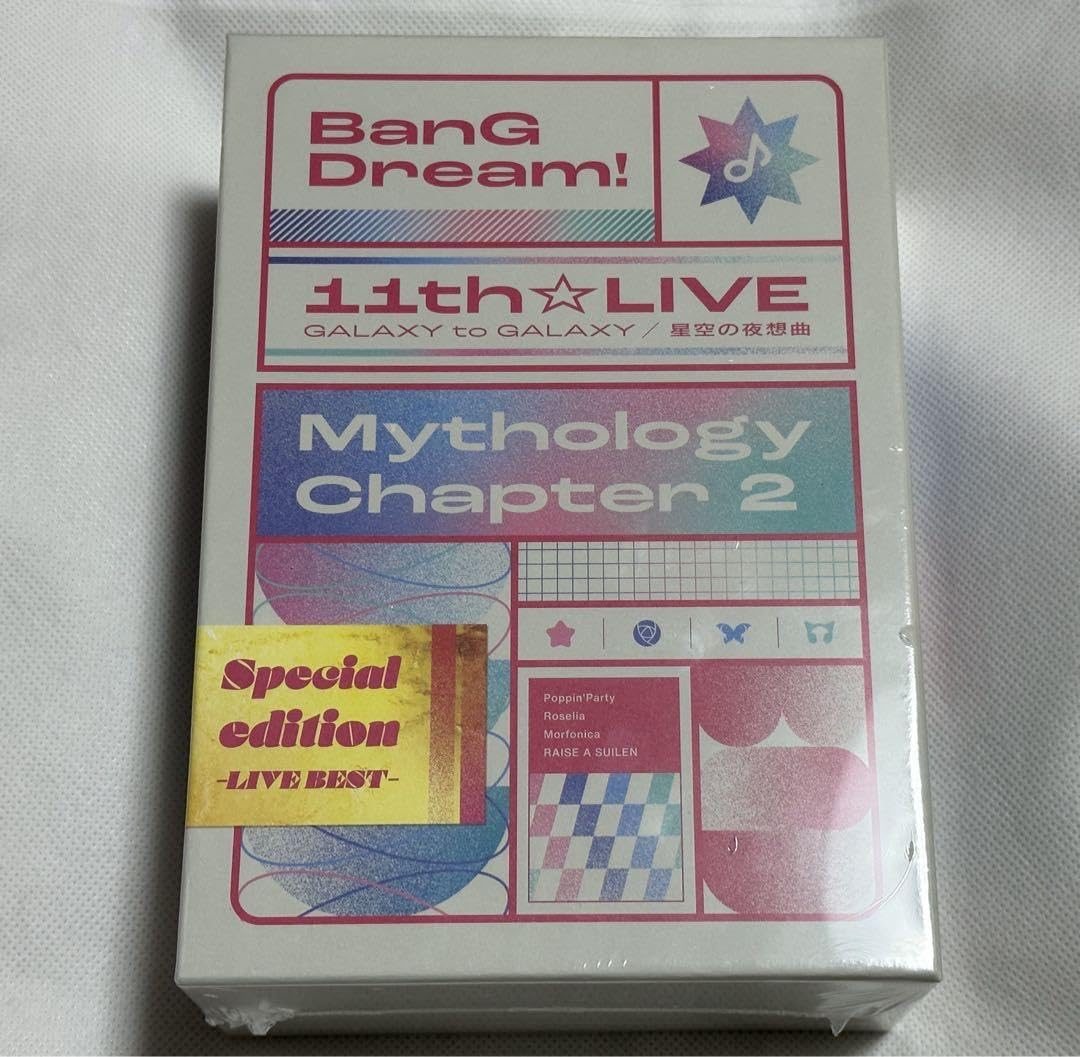 BanG
Dream!
11th☆LIVE
GALAXY to GALAXY / 星空の夜想曲
Mythology
Chapter 2
Special
edition
-LIVE BEST-
Poppin'Party
Roselia
Morfonica
RAISE A SUILEN